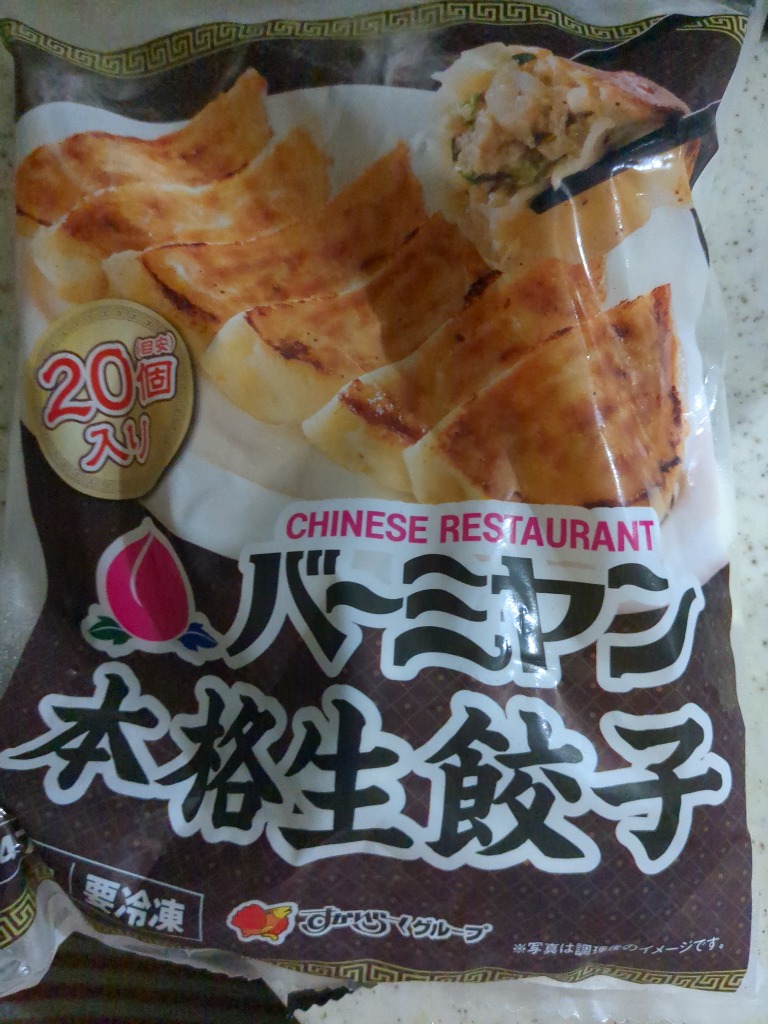 20個
(目安)
入り
CHINESE RESTAURANT
バーミヤン
本格生餃子
要冷凍
すかいらーくグループ
※写真は調理後のイメージです。